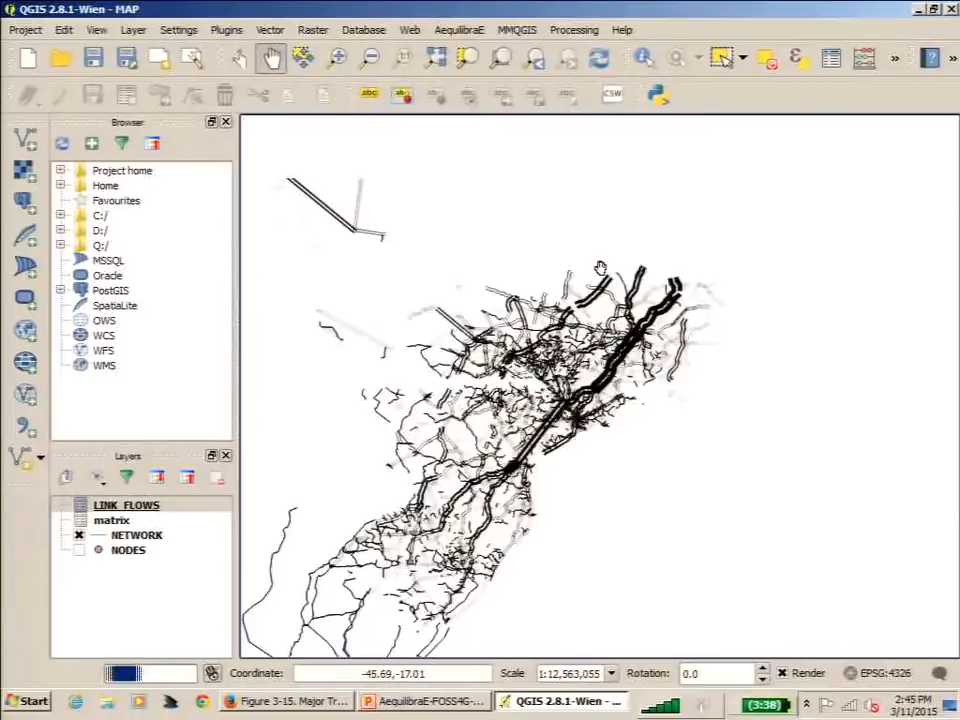 QGIS 2.8.1-Wien - MAP
Project Edit View Layer Settings Plugins Vector Raster Database Web AequilibraE MMQGIS Processing Help
abc ab CSW
Browser
Project home
Home
Favourites
C:/
D:/
Q:/
MSSQL
Oracle
PostGIS
SpatiaLite
OWS
WCS
WFS
WMS
Layers
LINK_FLOWS
matrix
NETWORK
NODES
Coordinate: -45.69,-17.01 Scale 1:12,563,055 Rotation: 0.0 Render EPSG:4326
Start Figure 3-15. Major Tr... AequilibraE-FOSS4G-... QGIS 2.8.1-Wien - ... (3:38) 2:45 PM
3/11/2015